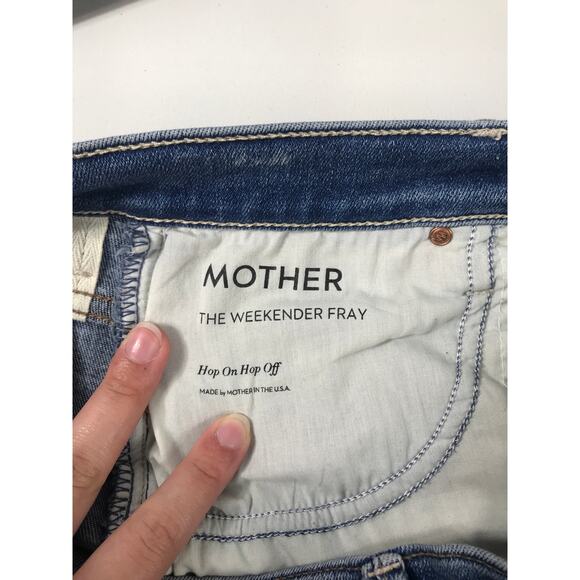 MOTHER
THE WEEKENDER FRAY
Hop On Hop Off
MADE by MOTHER IN THE U.S.A.